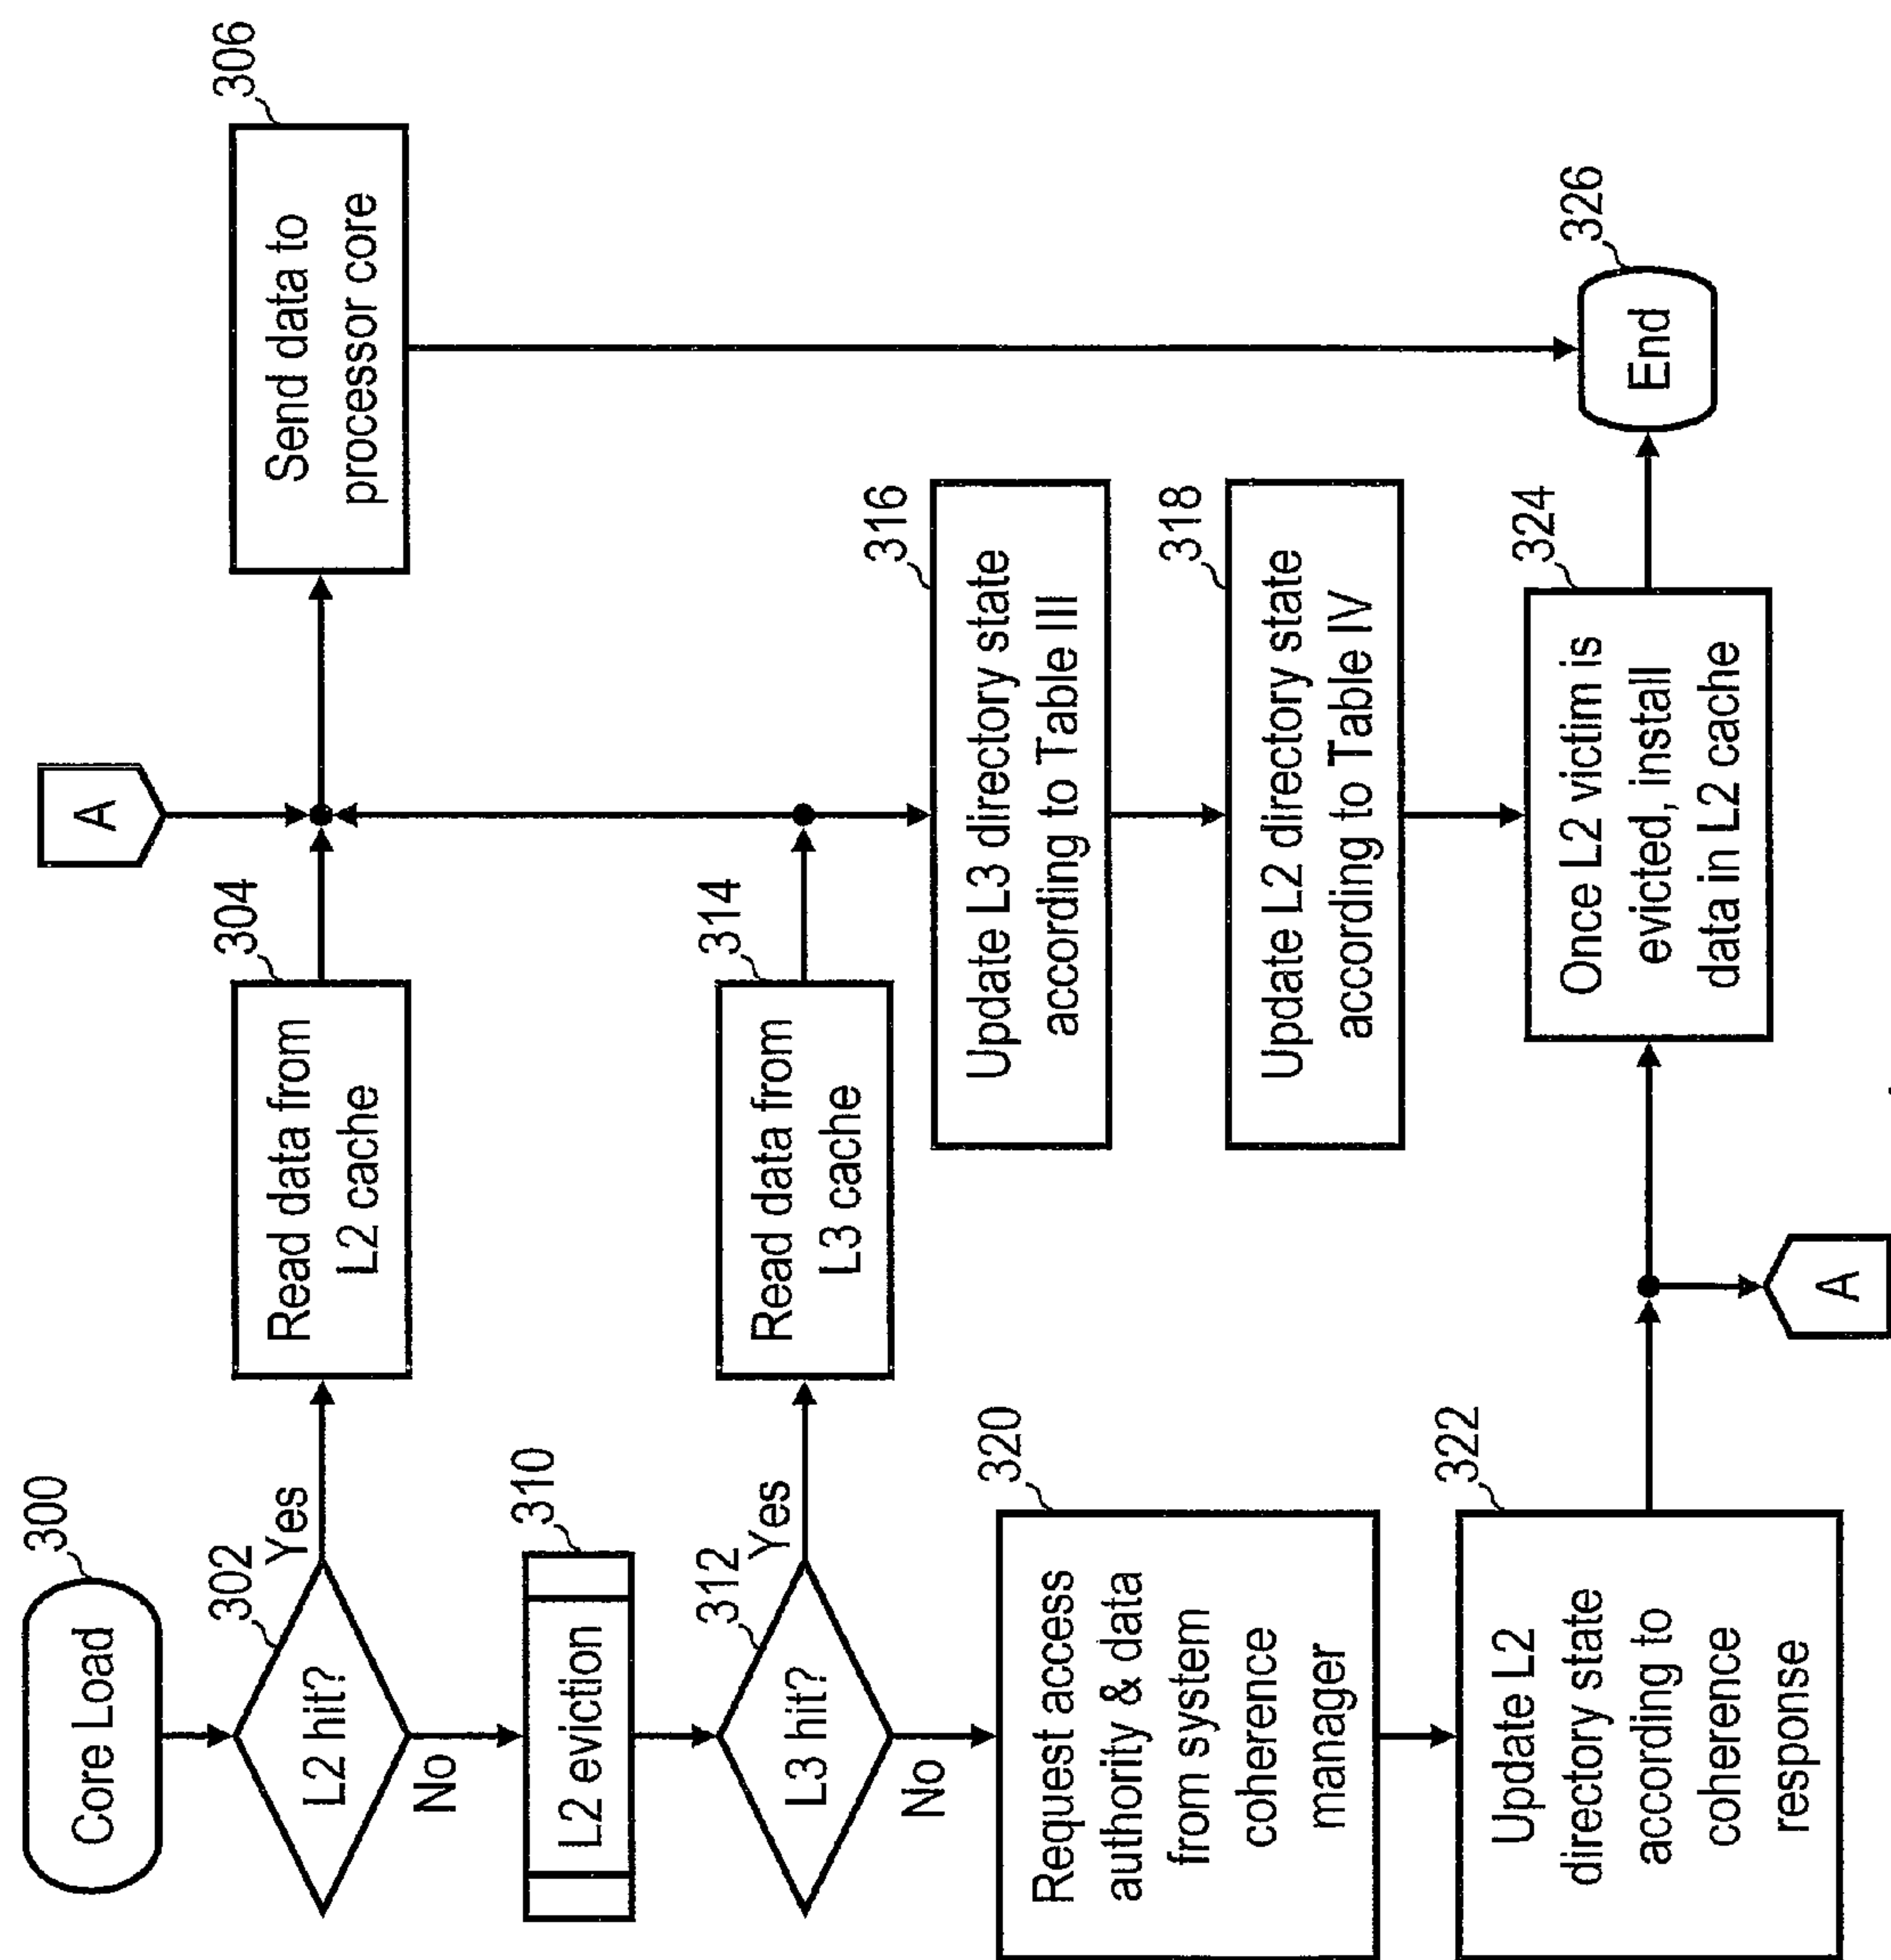 300
Core Load
302
L2 hit?
Yes
No
304
Read data from
L2 cache
A
306
Send data to
processor core
310
L2 eviction
312
L3 hit?
Yes
No
314
Read data from
L3 cache
316
Update L3 directory state
according to Table III
318
Update L2 directory state
according to Table IV
320
Request access
authority & data
from system
coherence
manager
322
Update L2
directory state
according to
coherence
response
A
324
Once L2 victim is
evicted, install
data in L2 cache
326
End